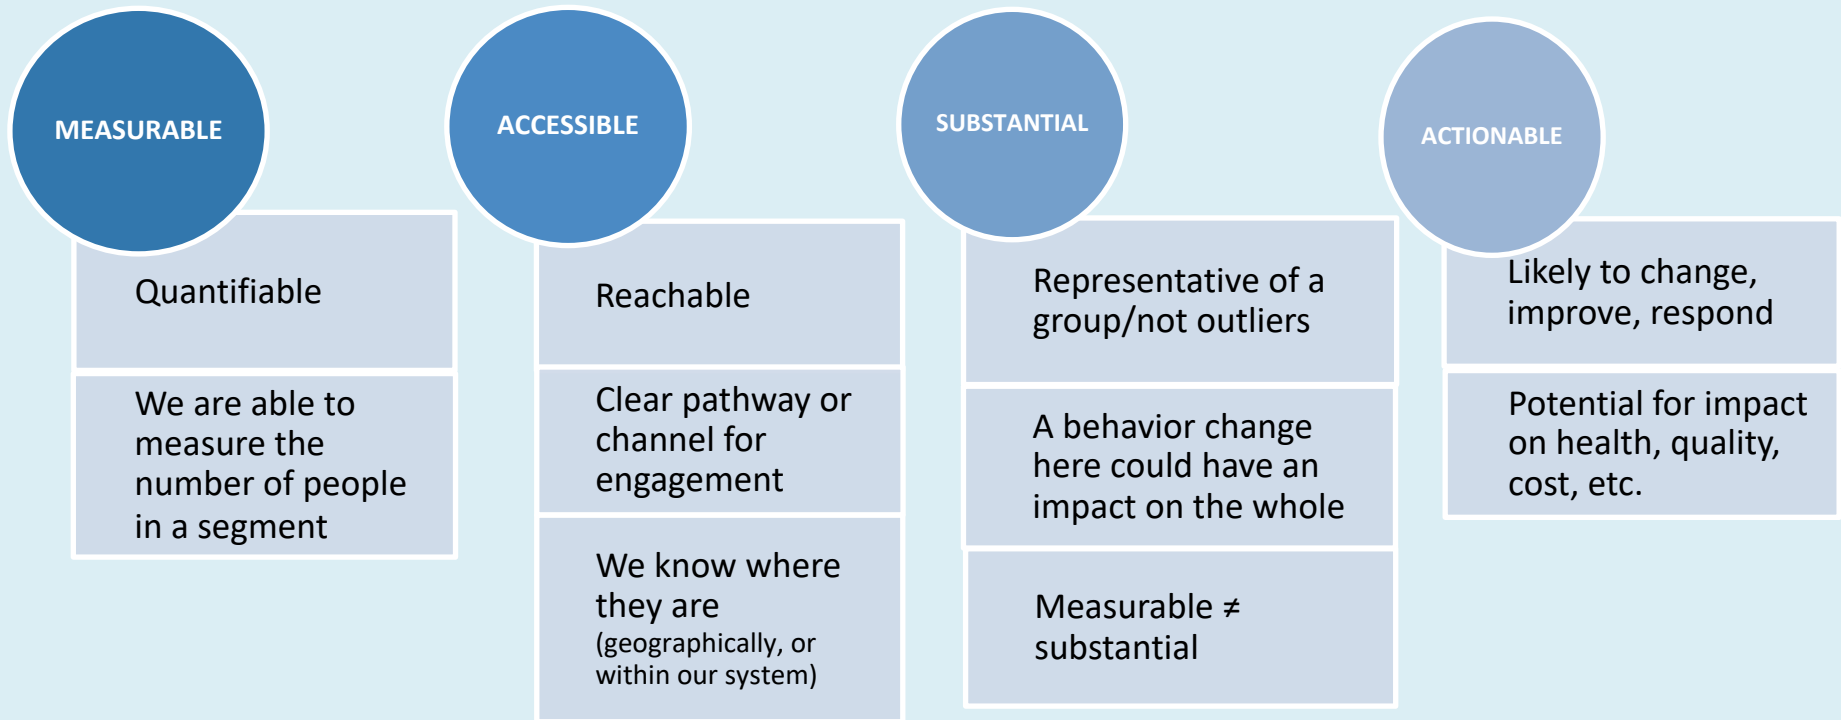 MEASURABLE
Quantifiable
We are able to
measure the
number of people
in a segment
ACCESSIBLE
Reachable
Clear pathway or
channel for
engagement
We know where
they are
(geographically, or
within our system)
SUBSTANTIAL
Representative of a
group/not outliers
A behavior change
here could have an
impact on the whole
Measurable ≠
substantial
ACTIONABLE
Likely to change,
improve, respond
Potential for impact
on health, quality,
cost, etc.